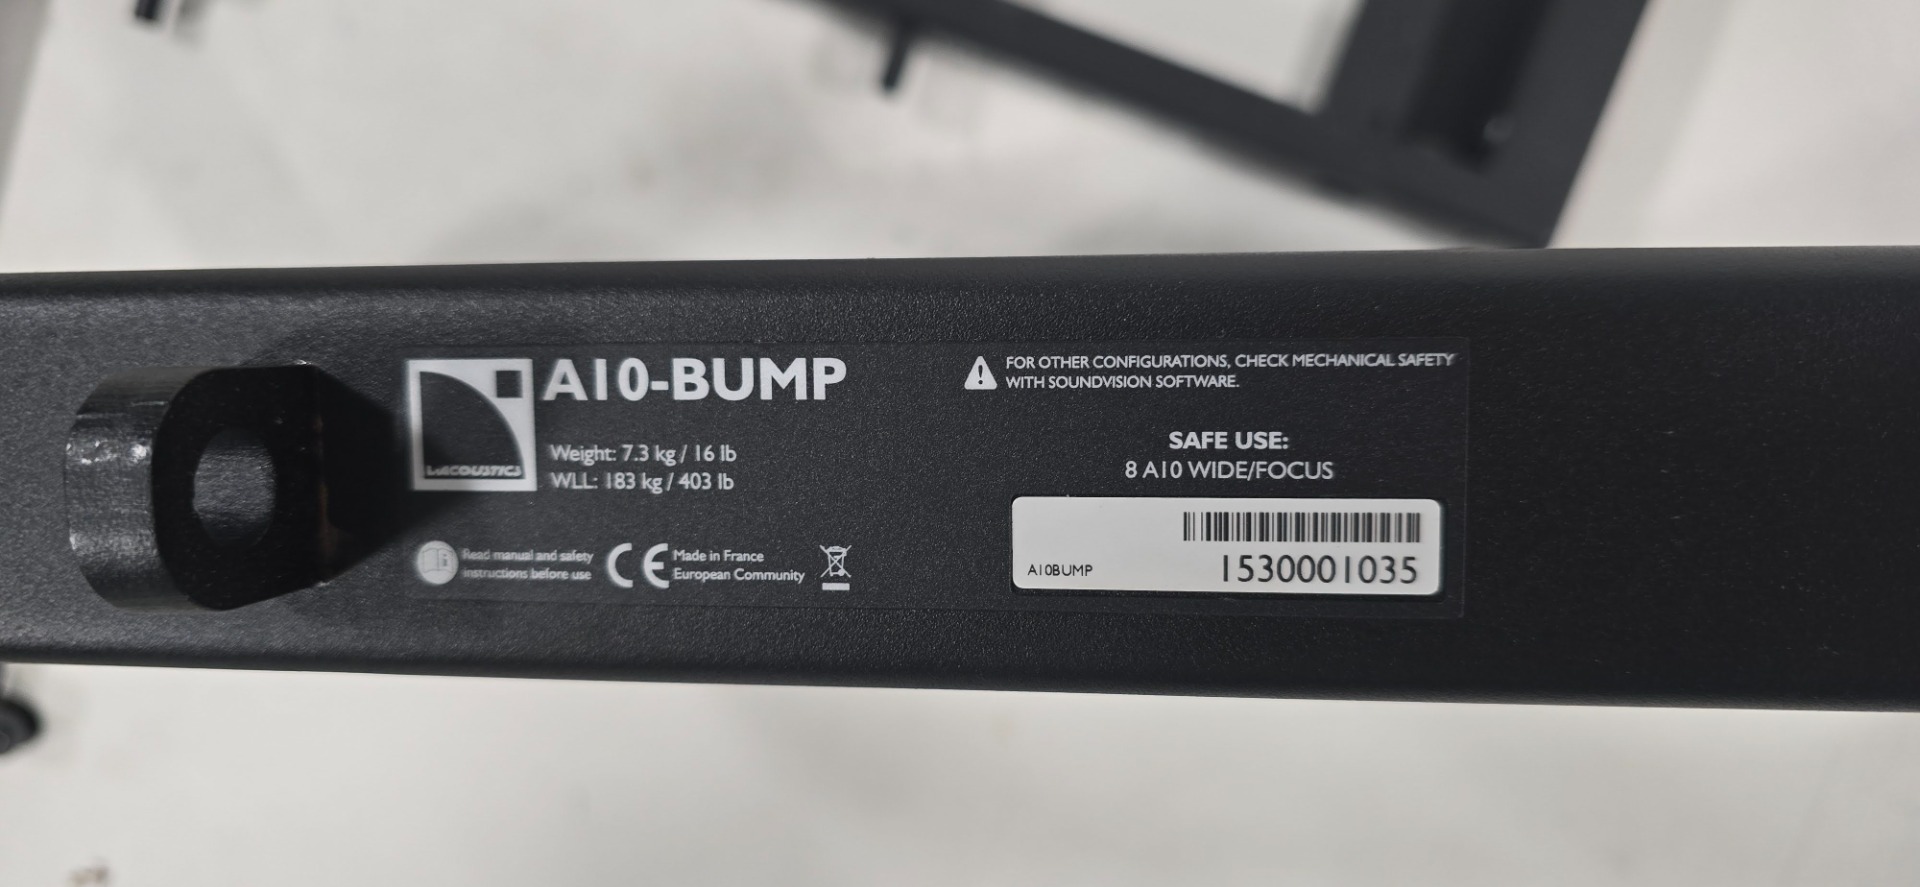 A10-BUMP
L-ACOUSTICS
Weight: 7.3 kg / 16 lb
WLL: 183 kg / 403 lb
Read manual and safety
instructions before use
CE
Made in France
European Community
FOR OTHER CONFIGURATIONS, CHECK MECHANICAL SAFETY
WITH SOUNDVISION SOFTWARE.
SAFE USE:
8 A10 WIDE/FOCUS
A10BUMP
1530001035